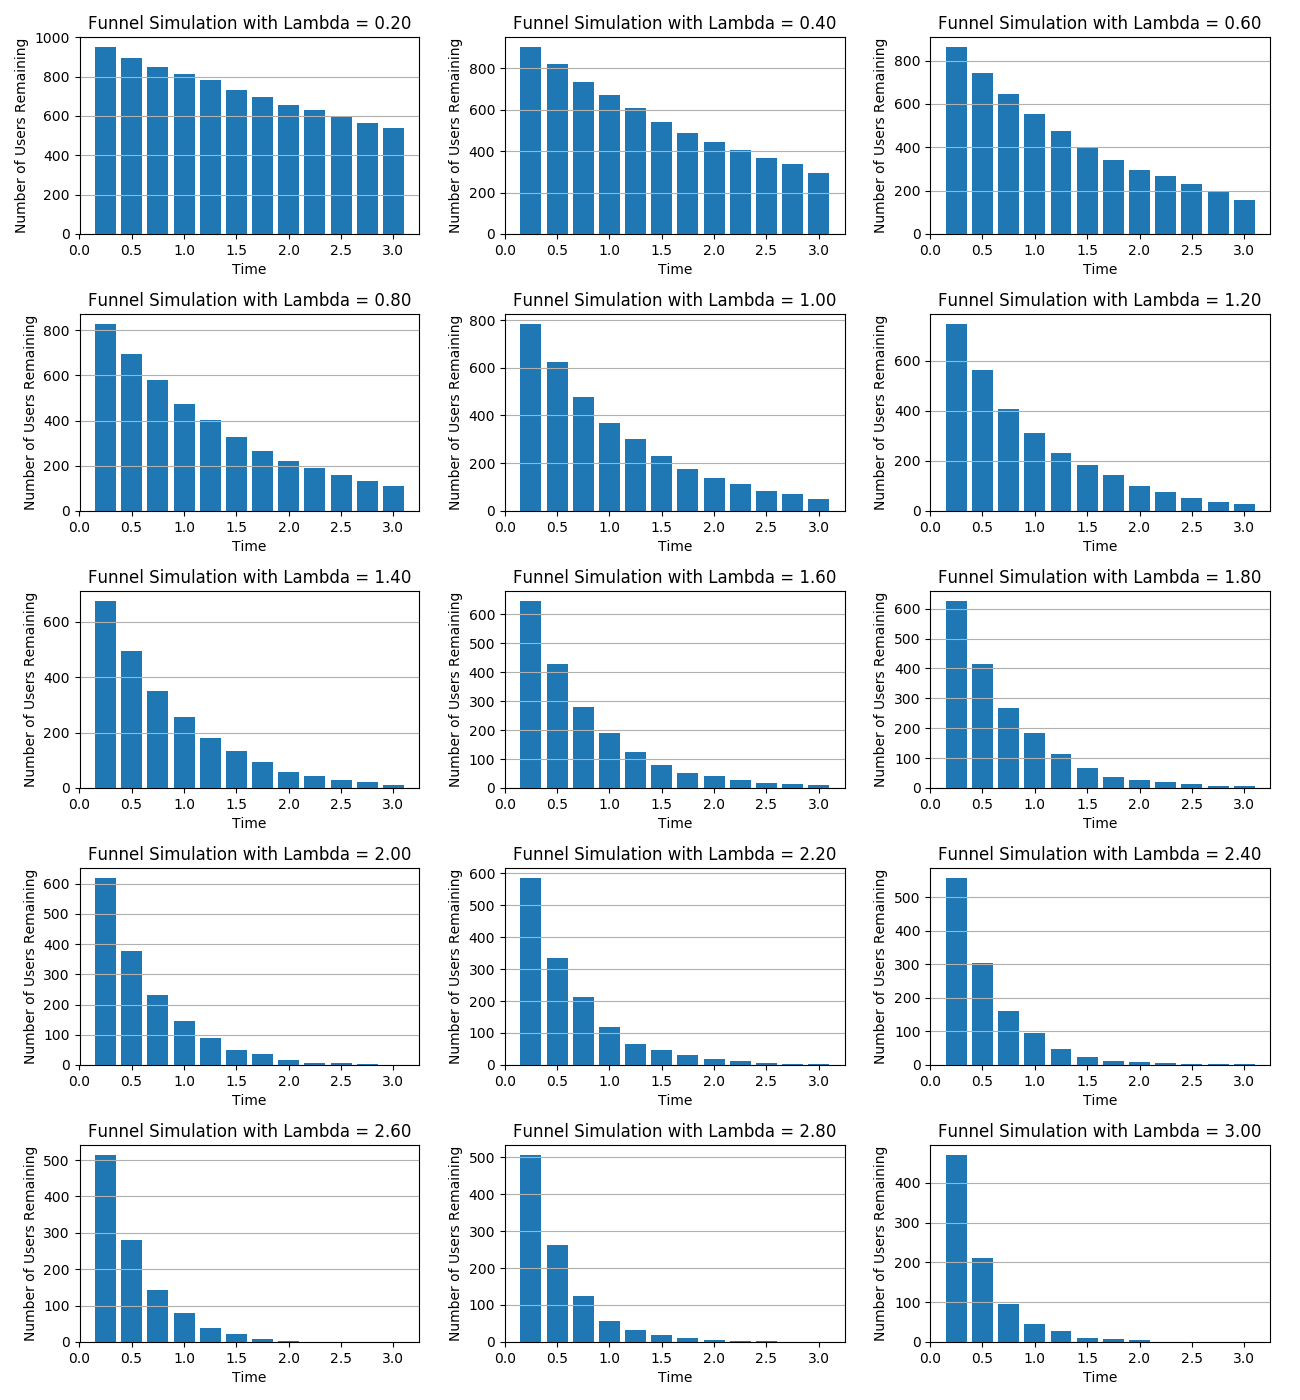 Funnel Simulation with Lambda = 0.20
Number of Users Remaining
1000
800
600
400
200
0
0.0 0.5 1.0 1.5 2.0 2.5 3.0
Time
Funnel Simulation with Lambda = 0.40
Number of Users Remaining
800
600
400
200
0
0.0 0.5 1.0 1.5 2.0 2.5 3.0
Time
Funnel Simulation with Lambda = 0.60
Number of Users Remaining
800
600
400
200
0
0.0 0.5 1.0 1.5 2.0 2.5 3.0
Time
Funnel Simulation with Lambda = 0.80
Number of Users Remaining
800
600
400
200
0
0.0 0.5 1.0 1.5 2.0 2.5 3.0
Time
Funnel Simulation with Lambda = 1.00
Number of Users Remaining
800
600
400
200
0
0.0 0.5 1.0 1.5 2.0 2.5 3.0
Time
Funnel Simulation with Lambda = 1.20
Number of Users Remaining
600
400
200
0
0.0 0.5 1.0 1.5 2.0 2.5 3.0
Time
Funnel Simulation with Lambda = 1.40
Number of Users Remaining
600
400
200
0
0.0 0.5 1.0 1.5 2.0 2.5 3.0
Time
Funnel Simulation with Lambda = 1.60
Number of Users Remaining
600
500
400
300
200
100
0
0.0 0.5 1.0 1.5 2.0 2.5 3.0
Time
Funnel Simulation with Lambda = 1.80
Number of Users Remaining
600
500
400
300
200
100
0
0.0 0.5 1.0 1.5 2.0 2.5 3.0
Time
Funnel Simulation with Lambda = 2.00
Number of Users Remaining
600
500
400
300
200
100
0
0.0 0.5 1.0 1.5 2.0 2.5 3.0
Time
Funnel Simulation with Lambda = 2.20
Number of Users Remaining
600
500
400
300
200
100
0
0.0 0.5 1.0 1.5 2.0 2.5 3.0
Time
Funnel Simulation with Lambda = 2.40
Number of Users Remaining
500
400
300
200
100
0
0.0 0.5 1.0 1.5 2.0 2.5 3.0
Time
Funnel Simulation with Lambda = 2.60
Number of Users Remaining
500
400
300
200
100
0
0.0 0.5 1.0 1.5 2.0 2.5 3.0
Time
Funnel Simulation with Lambda = 2.80
Number of Users Remaining
500
400
300
200
100
0
0.0 0.5 1.0 1.5 2.0 2.5 3.0
Time
Funnel Simulation with Lambda = 3.00
Number of Users Remaining
400
300
200
100
0
0.0 0.5 1.0 1.5 2.0 2.5 3.0
Time